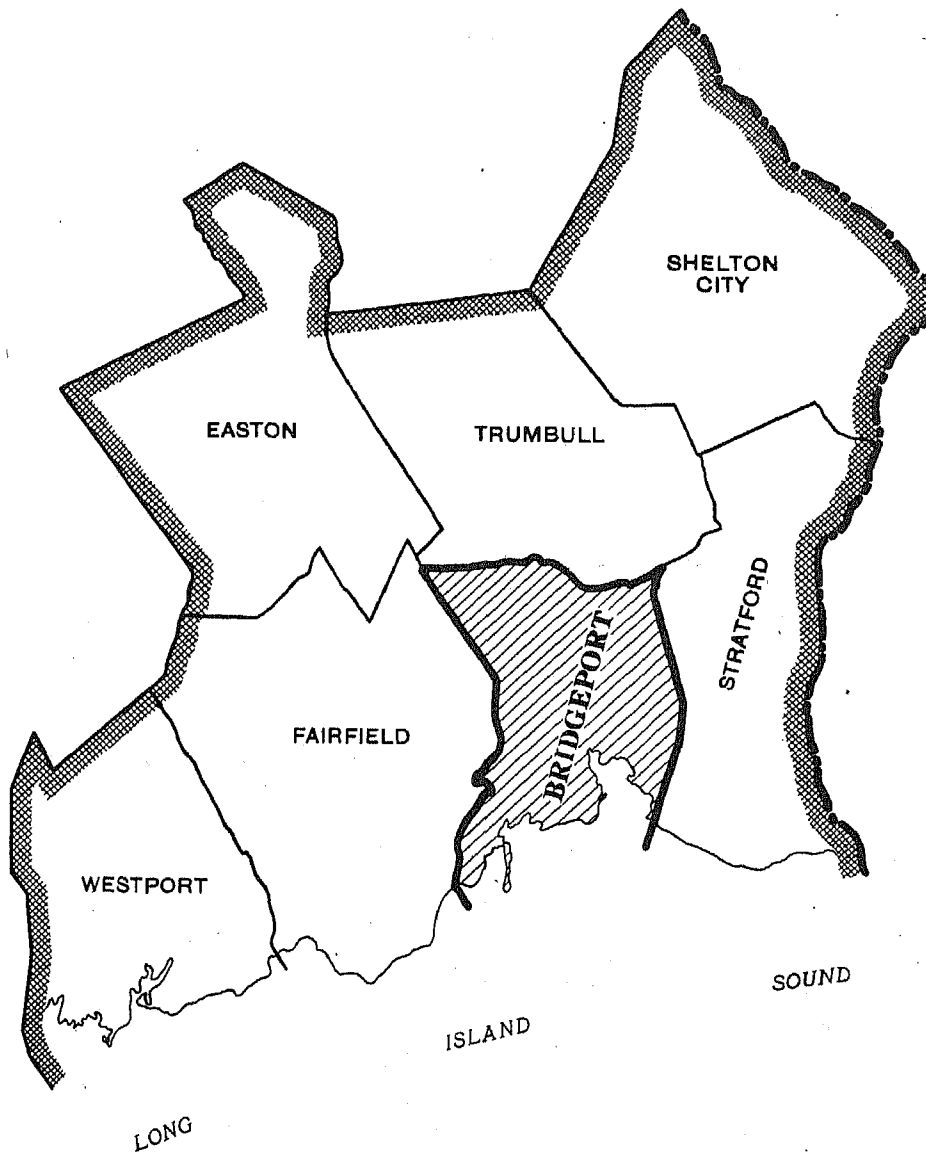 SHELTON
CITY
EASTON
TRUMBULL
STRATFORD
BRIDGEPORT
FAIRFIELD
WESTPORT
LONG
ISLAND
SOUND